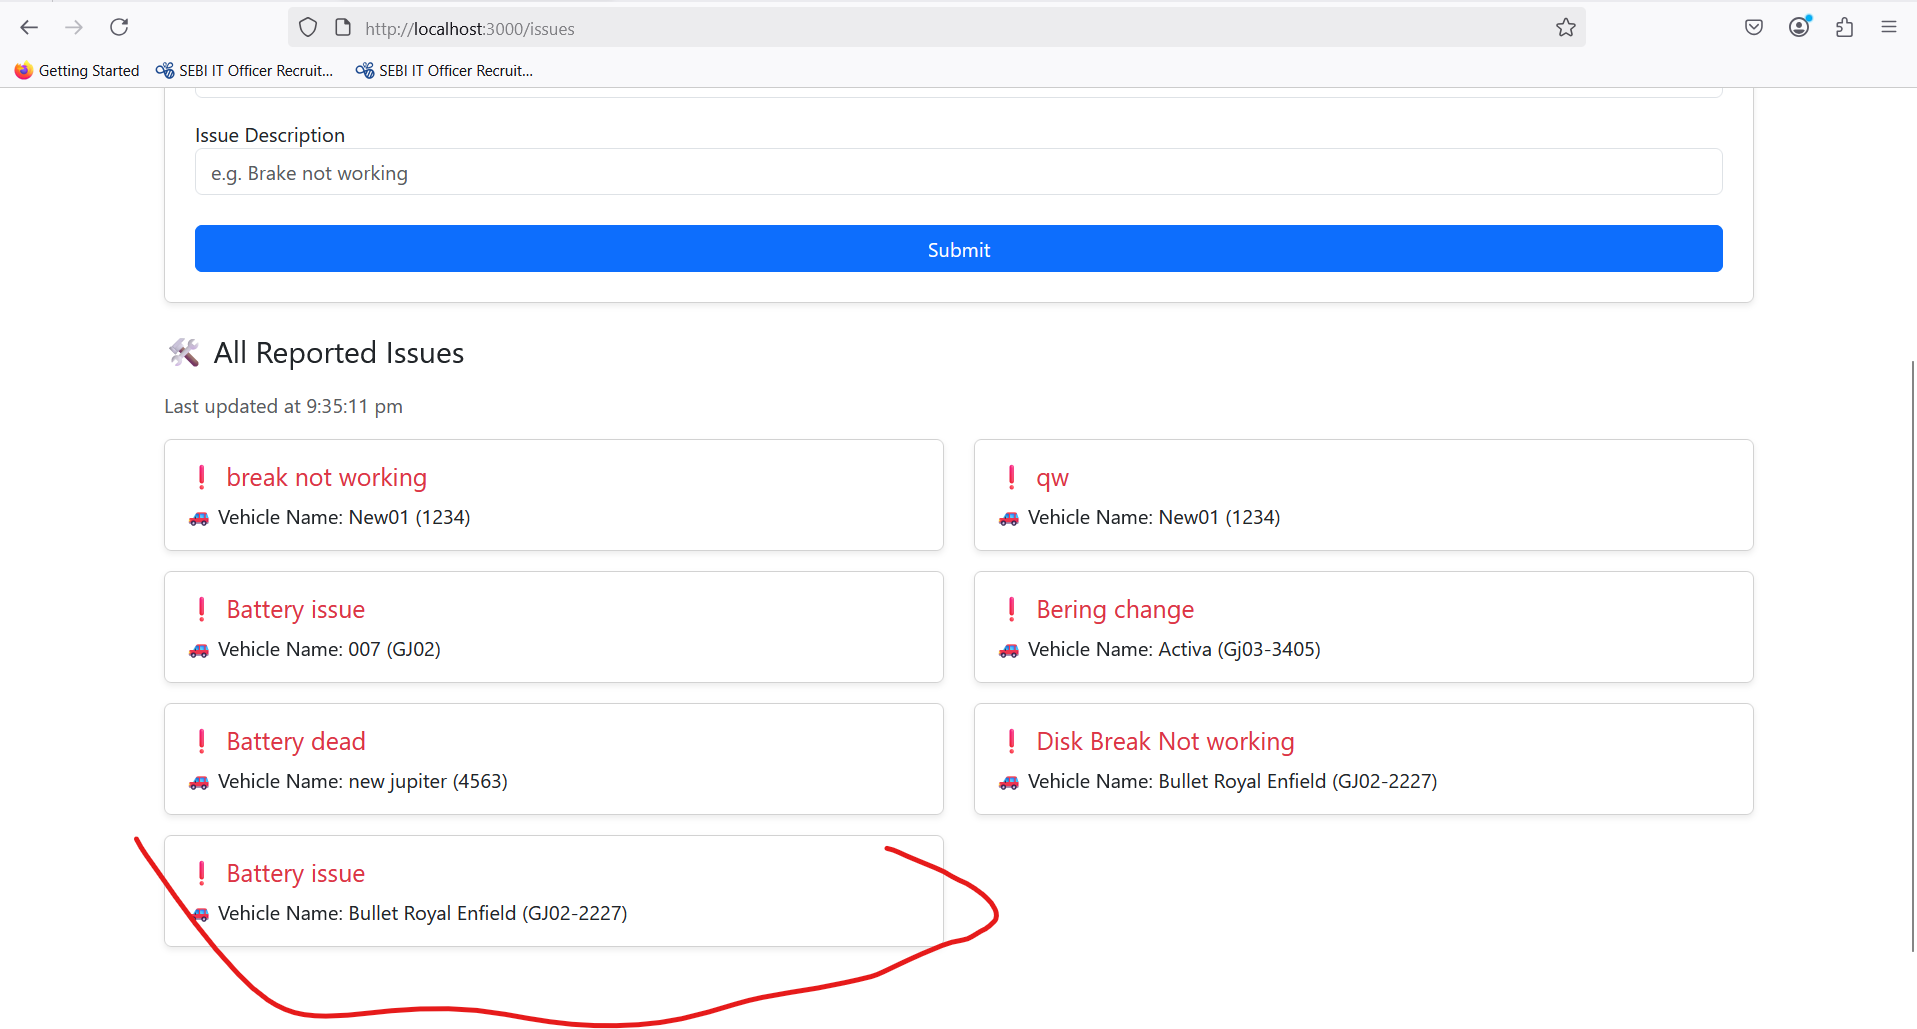 http://localhost:3000/issues
Getting Started SEBI IT Officer Recruit... SEBI IT Officer Recruit...
Issue Description
e.g. Brake not working
Submit
All Reported Issues
Last updated at 9:35:11 pm
❗ break not working
Vehicle Name: New01 (1234)
❗ qw
Vehicle Name: New01 (1234)
❗ Battery issue
Vehicle Name: 007 (GJ02)
❗ Bering change
Vehicle Name: Activa (Gj03-3405)
❗ Battery dead
Vehicle Name: new jupiter (4563)
❗ Disk Break Not working
Vehicle Name: Bullet Royal Enfield (GJ02-2227)
❗ Battery issue
Vehicle Name: Bullet Royal Enfield (GJ02-2227)